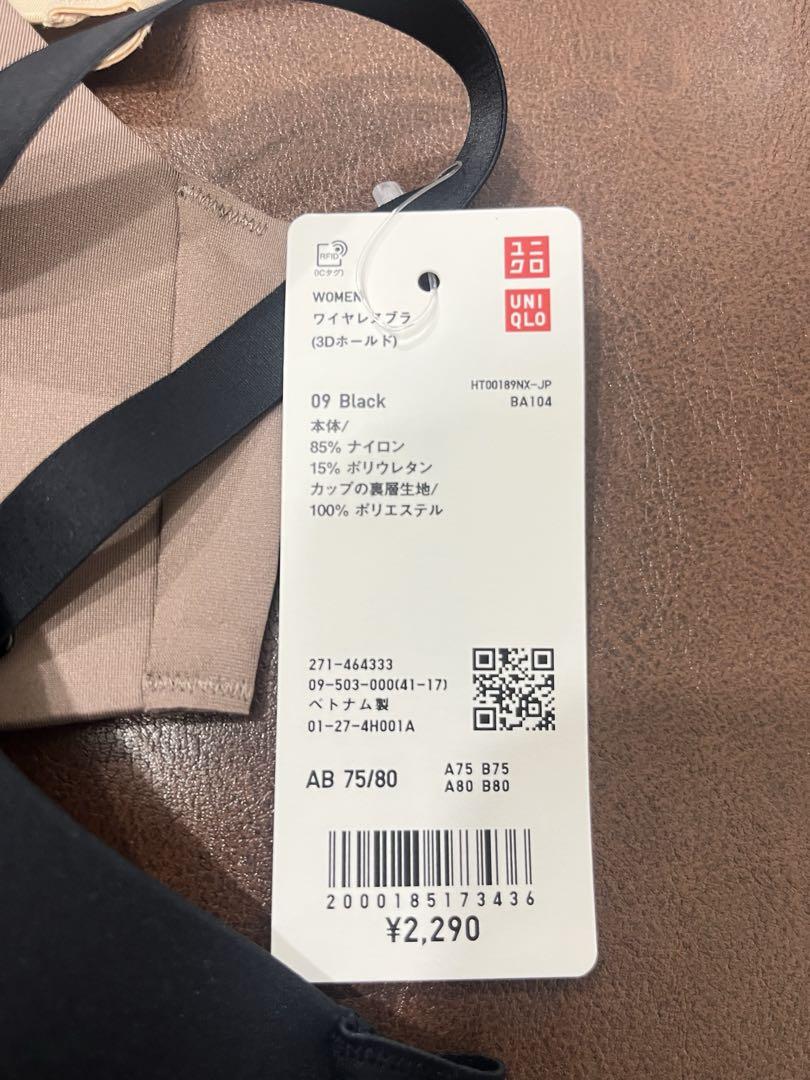 RFID
(ICタグ)
ユニ
クロ
UNI
QLO
WOMEN
ワイヤレスブラ
(3Dホールド)
HT00189NX-JP
09 Black
BA104
本体/
85% ナイロン
15% ポリウレタン
カップの裏層生地/
100% ポリエステル
271-464333
09-503-000(41-17)
ベトナム製
01-27-4H001A
AB 75/80
A75 B75
A80 B80
2000185173436
¥2,290